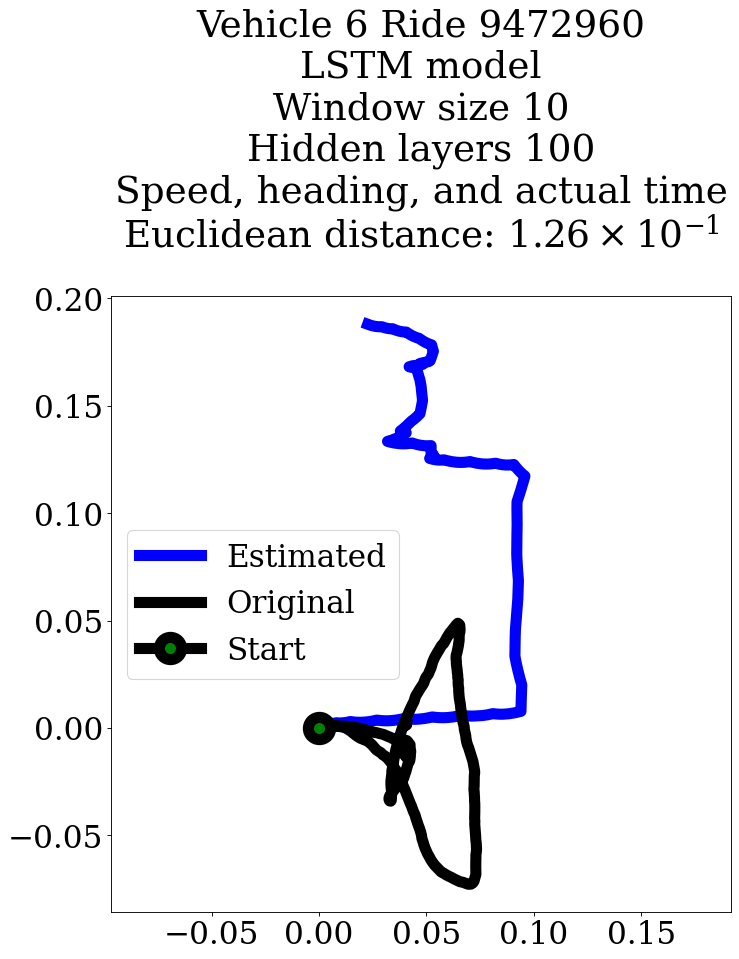 Vehicle 6 Ride 9472960
LSTM model
Window size 10
Hidden layers 100
Speed, heading, and actual time
Euclidean distance: 1.26 × 10⁻¹
0.20
0.15
0.10
0.05
0.00
−0.05
Estimated
Original
Start
−0.05 0.00 0.05 0.10 0.15